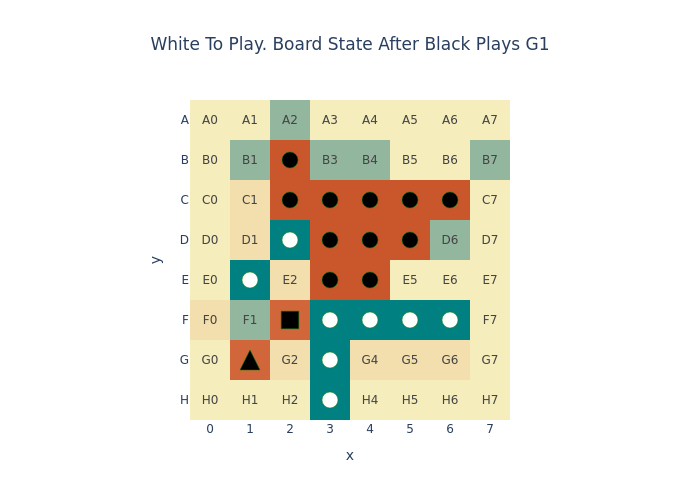 White To Play. Board State After Black Plays G1
A A0 A1 A2 A3 A4 A5 A6 A7
B B0 B1 B3 B4 B5 B6 B7
C C0 C1 C7
D D0 D1 D6 D7
E E0 E2 E5 E6 E7
F F0 F1 F7
G G0 G2 G4 G5 G6 G7
H H0 H1 H2 H4 H5 H6 H7
0 1 2 3 4 5 6 7
x
y